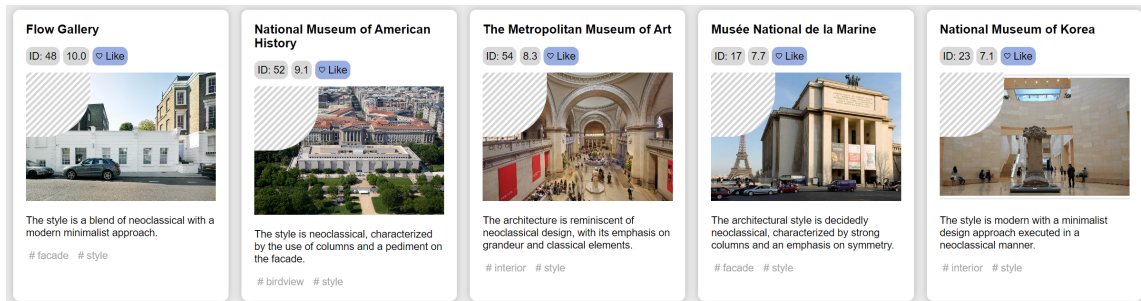 Flow Gallery
ID: 48 10.0 ♡ Like
The style is a blend of neoclassical with a
modern minimalist approach.
# facade # style
National Museum of American
History
ID: 52 9.1 ♡ Like
The style is neoclassical, characterized
by the use of columns and a pediment on
the facade.
# birdview # style
The Metropolitan Museum of Art
ID: 54 8.3 ♡ Like
The architecture is reminiscent of
neoclassical design, with its emphasis on
grandeur and classical elements.
# interior # style
Musée National de la Marine
ID: 17 7.7 ♡ Like
The architectural style is decidedly
neoclassical, characterized by strong
columns and an emphasis on symmetry.
# facade # style
National Museum of Korea
ID: 23 7.1 ♡ Like
The style is modern with a minimalist
design approach executed in a
neoclassical manner.
# interior # style